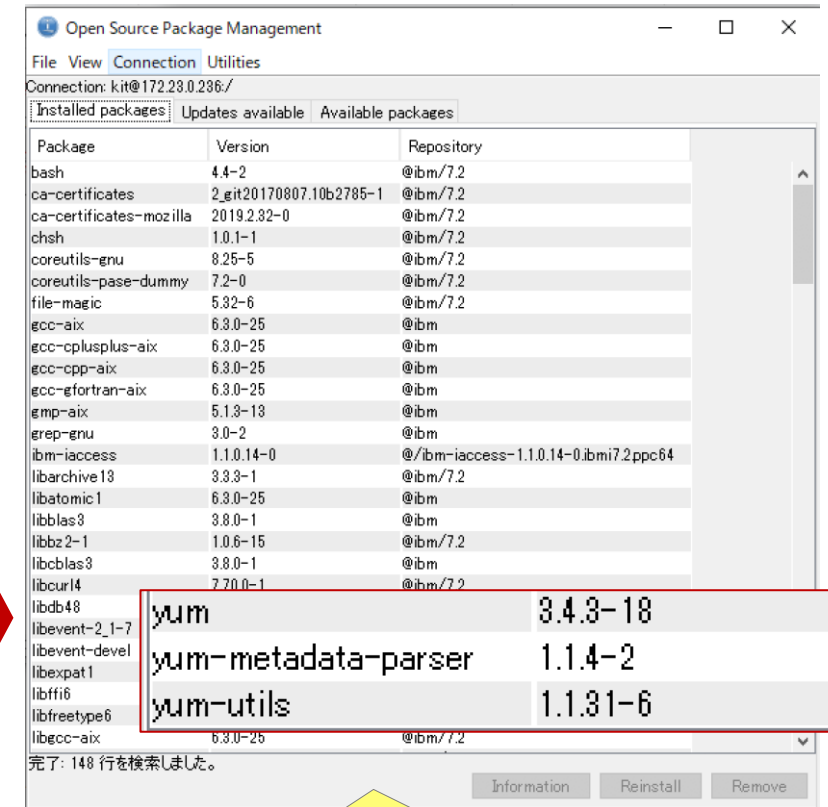 Open Source Package Management
File View Connection Utilities
Connection: kit@172.23.0.236:/
Installed packages Updates available Available packages
Package Version Repository
bash 4.4-2 @ibm/7.2
ca-certificates 2_git20170807.10b2785-1 @ibm/7.2
ca-certificates-mozilla 2019.2.32-0 @ibm/7.2
chsh 1.0.1-1 @ibm/7.2
coreutils-gnu 8.25-5 @ibm/7.2
coreutils-pase-dummy 7.2-0 @ibm/7.2
file-magic 5.32-6 @ibm/7.2
gcc-aix 6.3.0-25 @ibm
gcc-cplusplus-aix 6.3.0-25 @ibm
gcc-cpp-aix 6.3.0-25 @ibm
gcc-gfortran-aix 6.3.0-25 @ibm
gmp-aix 5.1.3-13 @ibm
grep-gnu 3.0-2 @ibm
ibm-iaccess 1.1.0.14-0 @/ibm-iaccess-1.1.0.14-0.ibmi7.2.ppc64
libarchive13 3.3.3-1 @ibm/7.2
libatomic1 6.3.0-25 @ibm
libblas3 3.8.0-1 @ibm
libbz2-1 1.0.6-15 @ibm/7.2
libcblas3 3.8.0-1 @ibm
libcurl4 7.70.0-1 @ibm/7.2
libdb48
libevent-2_1-7
libevent-devel
libexpat1
libffi6
libfreetype6
libgcc-aix 6.3.0-25 @ibm/7.2
yum 3.4.3-18
yum-metadata-parser 1.1.4-2
yum-utils 1.1.31-6
完了: 148 行を検索しました。
Information Reinstall Remove